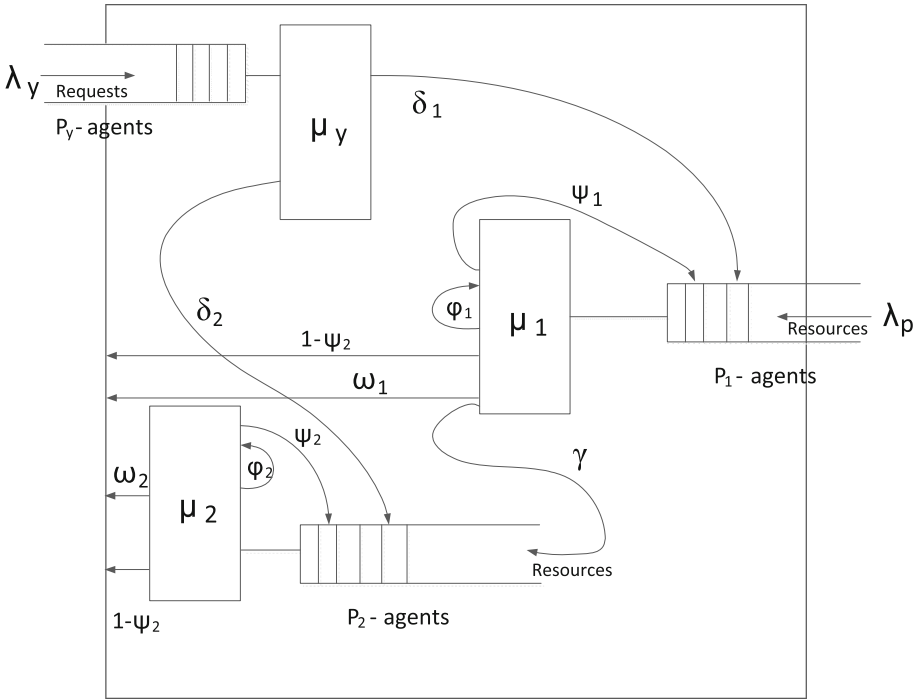 λy
Requests
Py- agents
μy
δ1
ψ1
φ1
μ1
Resources
λp
P1- agents
δ2
1-ψ2
ω1
ψ2
φ2
ω2
μ2
γ
Resources
P2- agents
1-ψ2